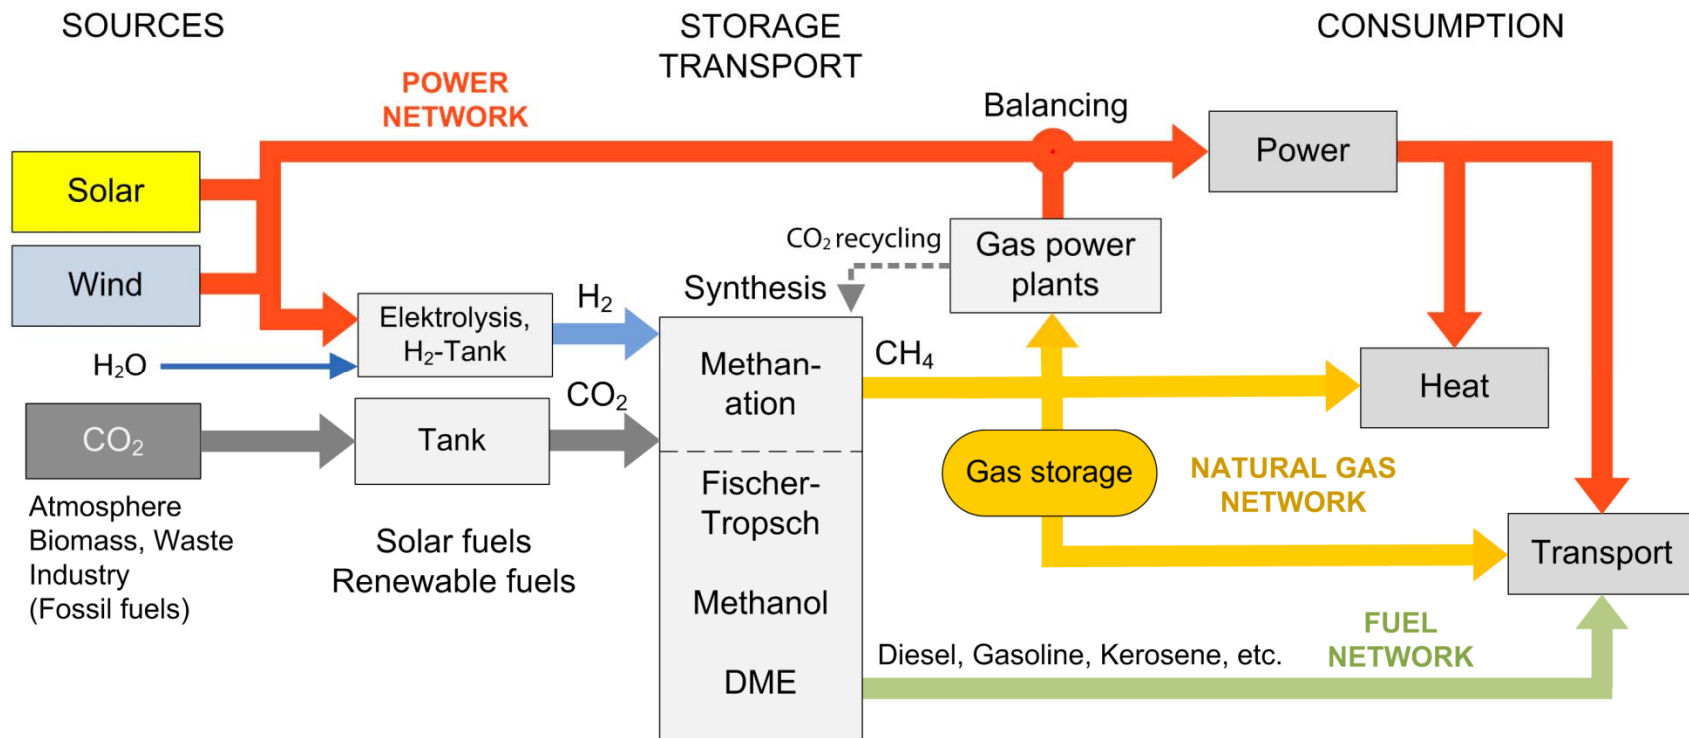 SOURCES
STORAGE
TRANSPORT
CONSUMPTION
POWER
NETWORK
Balancing
Solar
Power
Wind
CO₂ recycling
Gas power
plants
Synthesis
H₂
Elektrolysis,
H₂-Tank
H₂O
Methan-
ation
CH₄
Heat
CO₂
CO₂
Tank
Gas storage
NATURAL GAS
NETWORK
Atmosphere
Biomass, Waste
Industry
(Fossil fuels)
Solar fuels
Renewable fuels
Fischer-
Tropsch
Transport
Methanol
DME
Diesel, Gasoline, Kerosene, etc.
FUEL
NETWORK